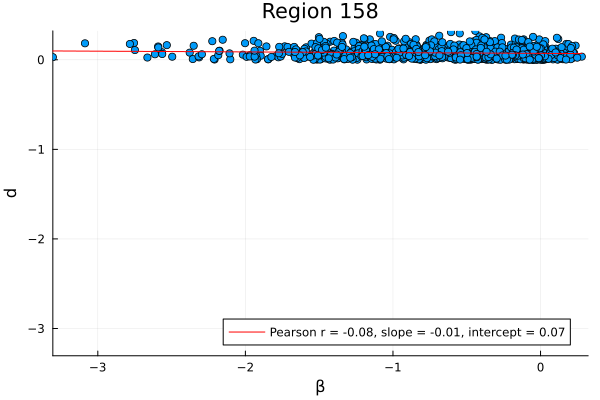 Region 158
0
−1
−2
−3
d
Pearson r = -0.08, slope = -0.01, intercept = 0.07
−3 −2 −1 0
β